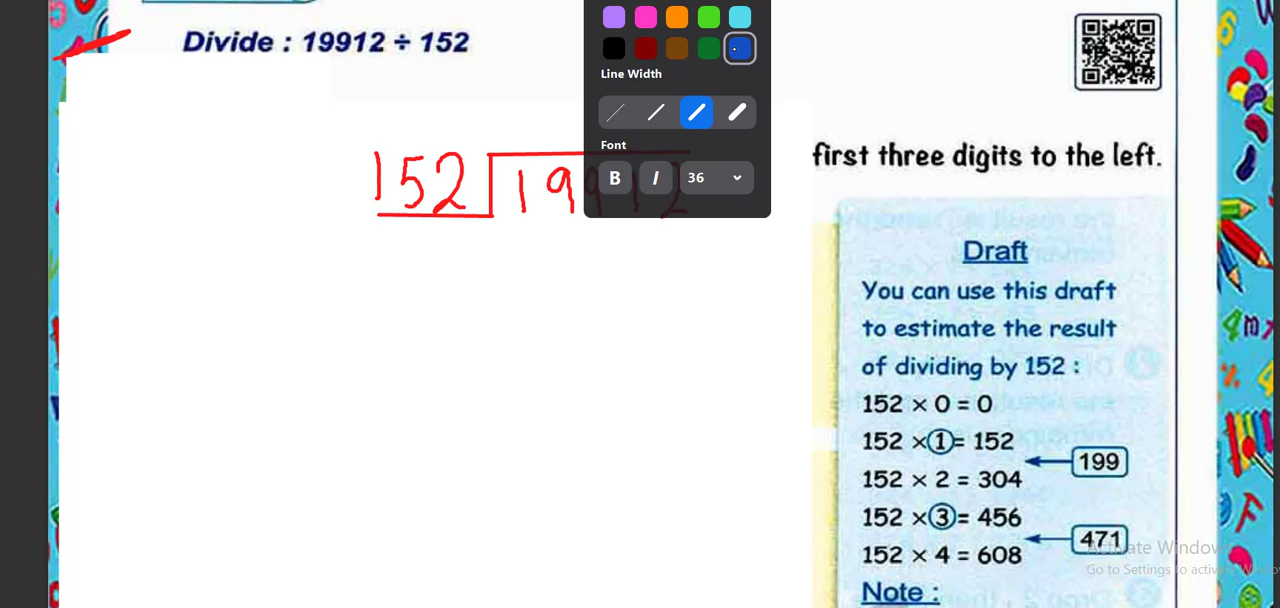 Divide : 19912 ÷ 152
Line Width
Font
B I 36
152 19912
first three digits to the left.
Draft
You can use this draft
to estimate the result
of dividing by 152 :
152 × 0 = 0
152 × 1 = 152
199
152 × 2 = 304
152 × 3 = 456
471
152 × 4 = 608
Note :
Activate Windows
Go to Settings to activate Windows